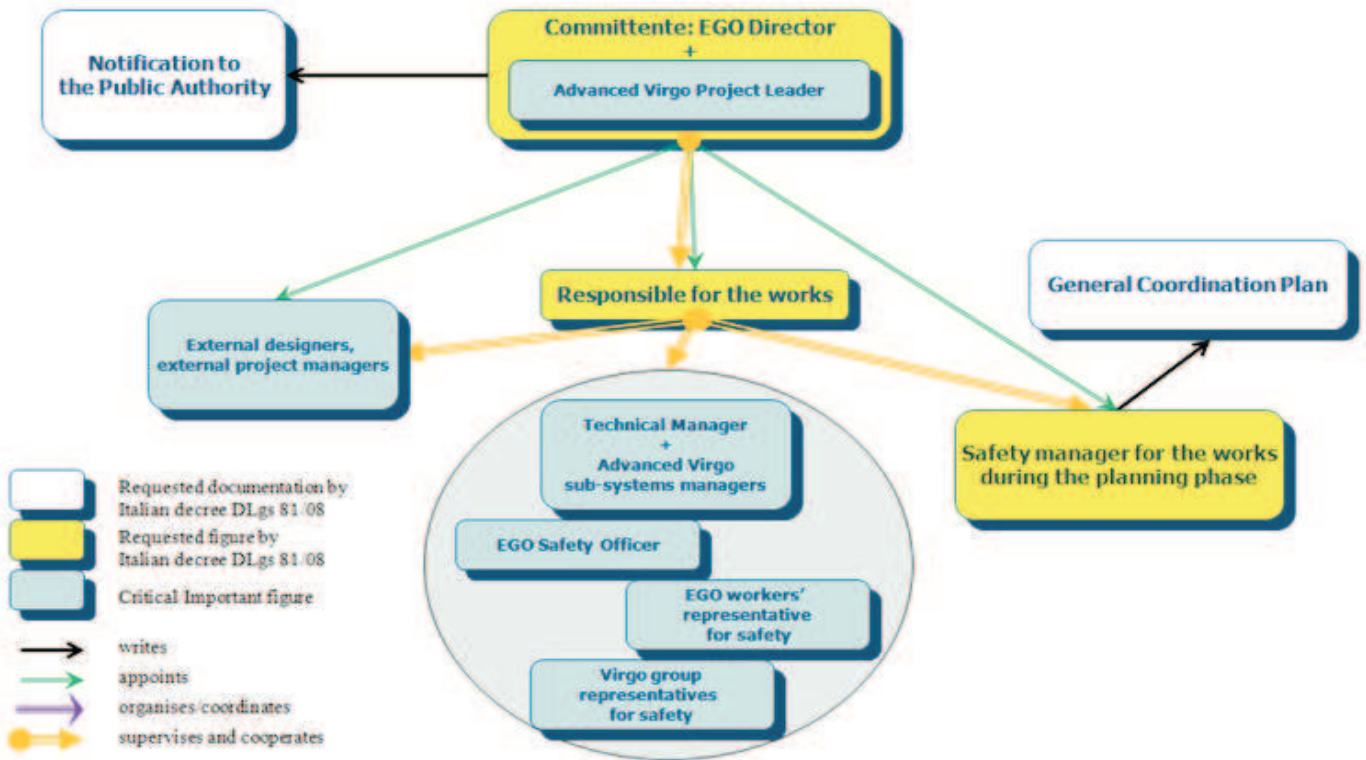 Notification to
the Public Authority
Committente: EGO Director
+
Advanced Virgo Project Leader
Responsible for the works
General Coordination Plan
External designers,
external project managers
Technical Manager
+
Advanced Virgo
sub-systems managers
Safety manager for the works
during the planning phase
EGO Safety Officer
EGO workers'
representative
for safety
Virgo group
representatives
for safety
Requested documentation by
Italian decree DLgs 81/08
Requested figure by
Italian decree DLgs 81/08
Critical Important figure
writes
appoints
organises/coordinates
supervises and cooperates